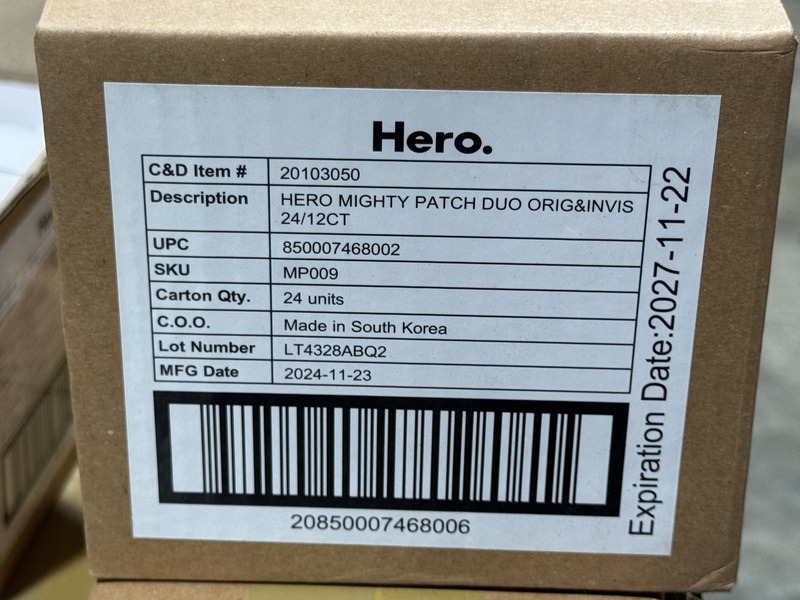 Hero.
C&D Item # 20103050
Description HERO MIGHTY PATCH DUO ORIG&INVIS
24/12CT
UPC 850007468002
SKU MP009
Carton Qty. 24 units
C.O.O. Made in South Korea
Lot Number LT4328ABQ2
MFG Date 2024-11-23
20850007468006
Expiration Date:2027-11-22